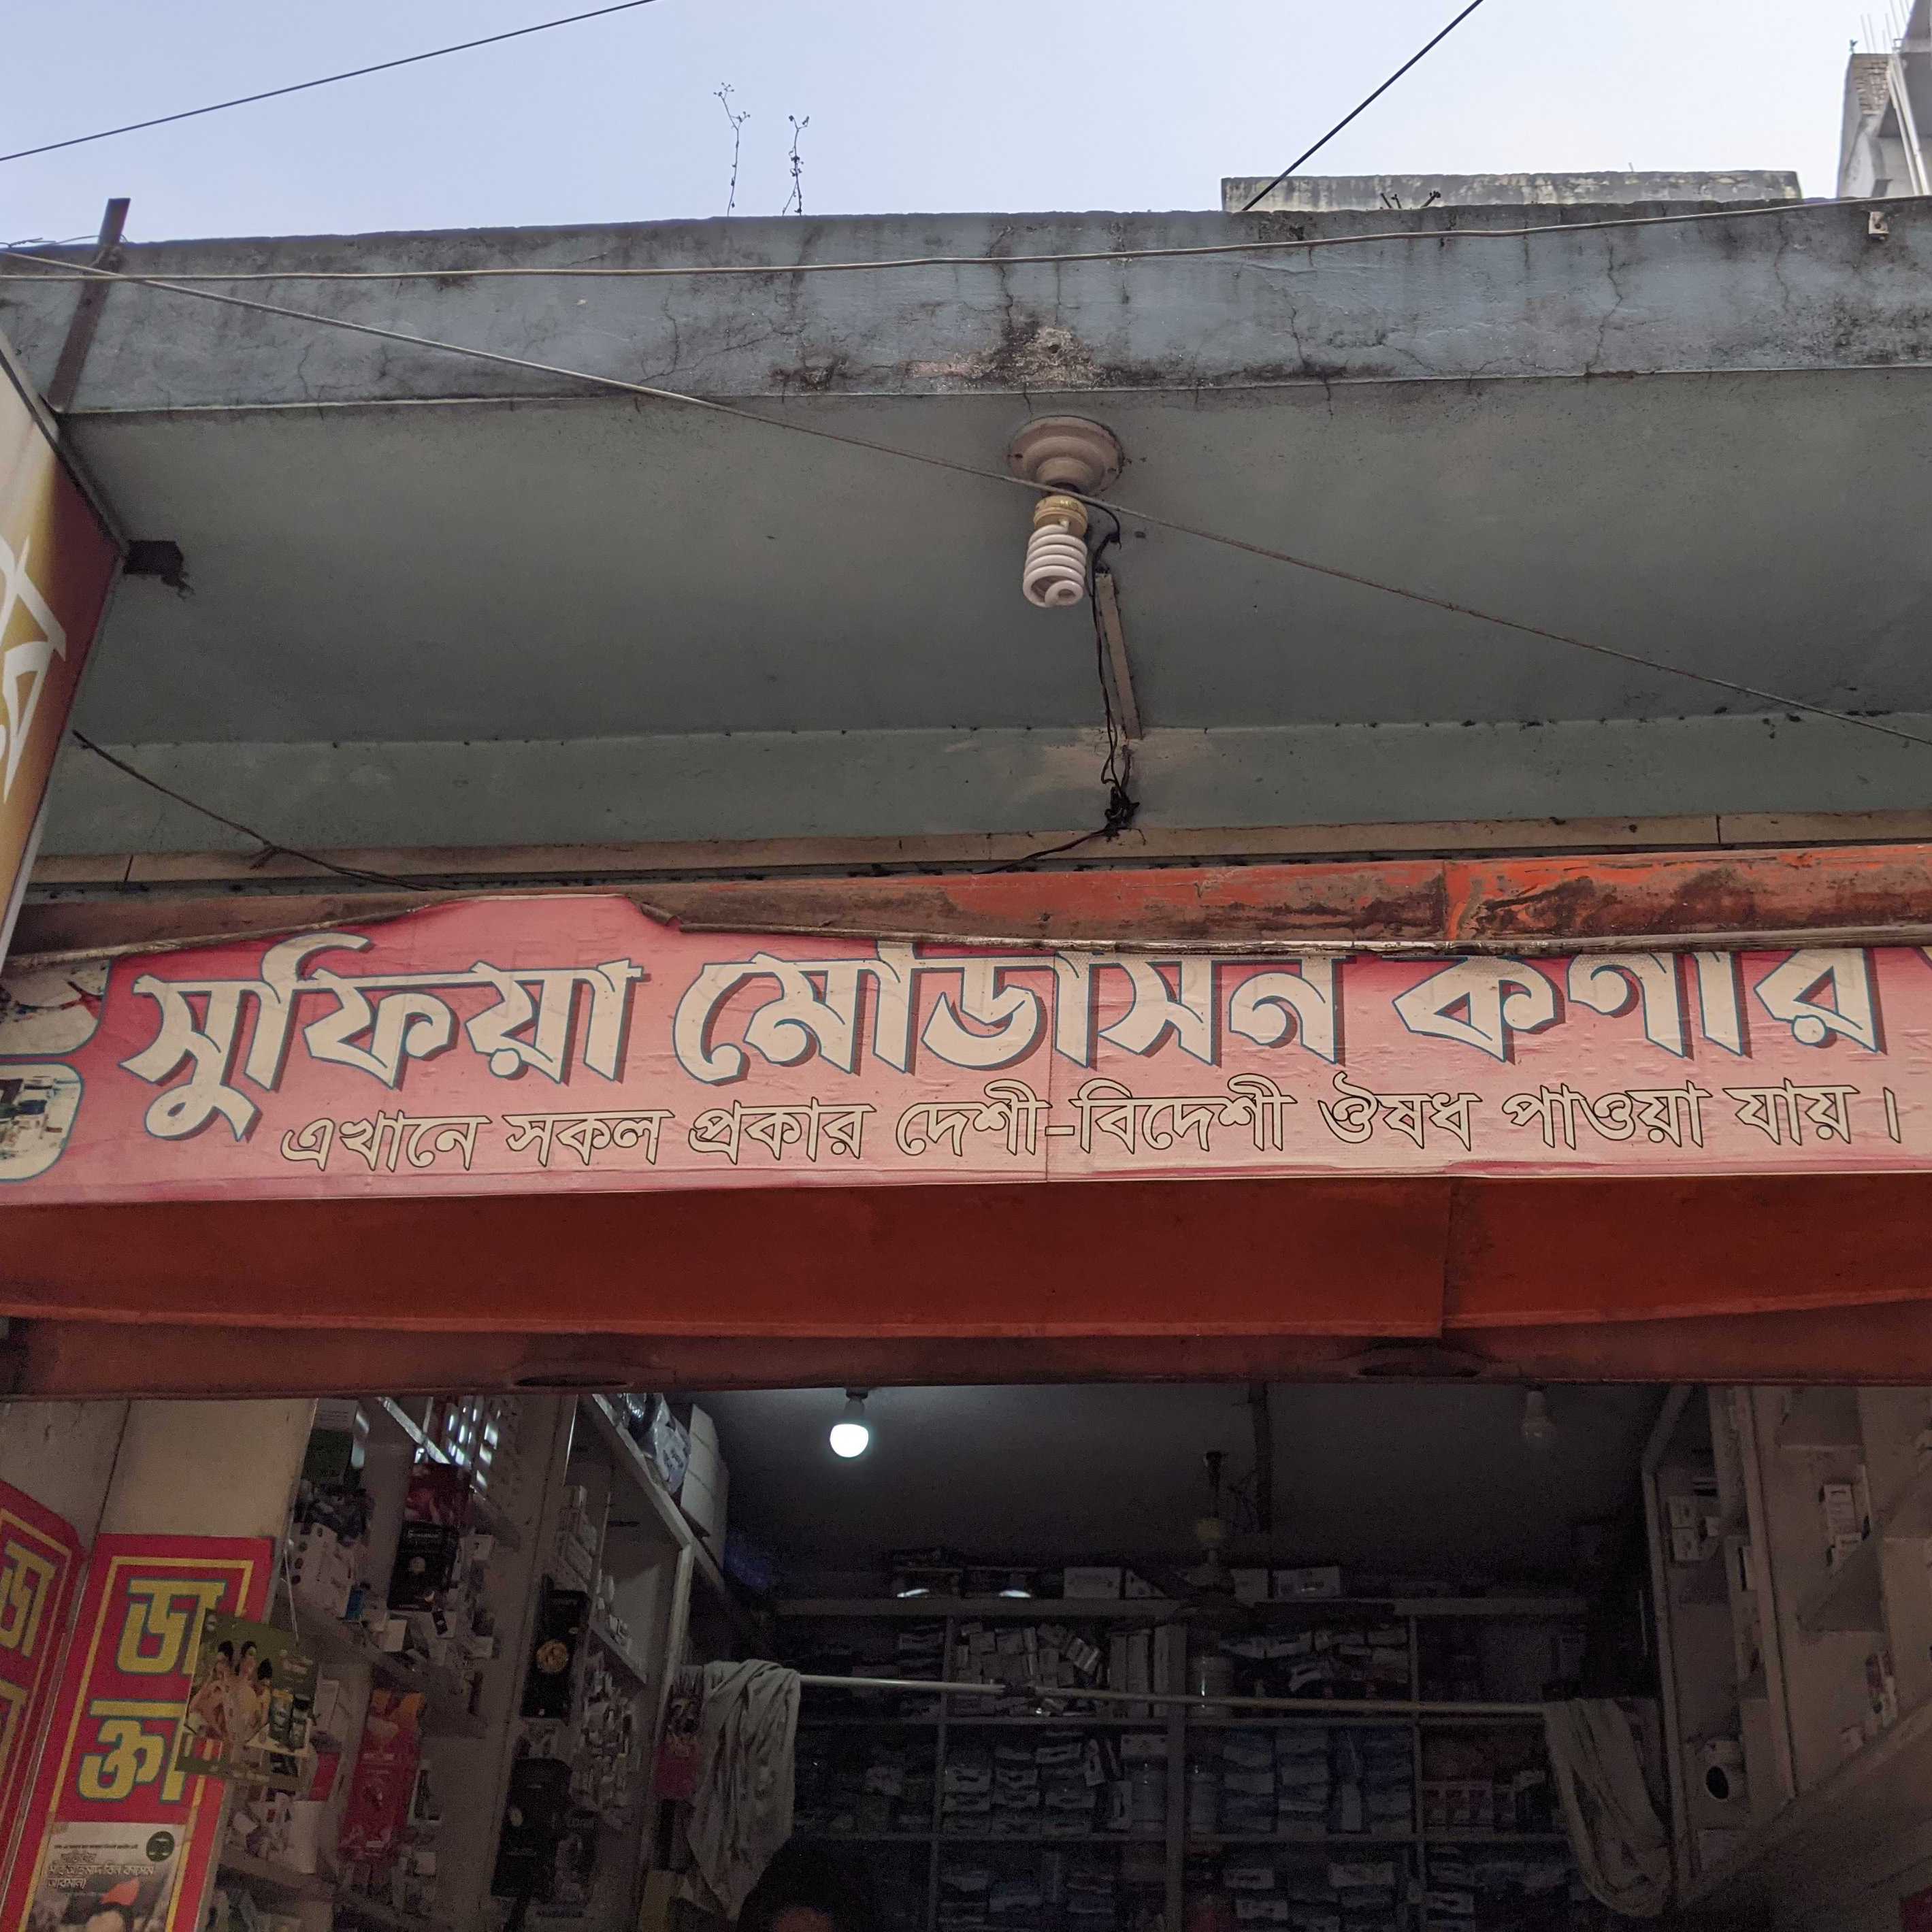 সুফিয়া মেডিসিন কর্ণার
এখানে সকল প্রকার দেশী-বিদেশী ঔষধ পাওয়া যায়।
ডা
ডা
ক্তা